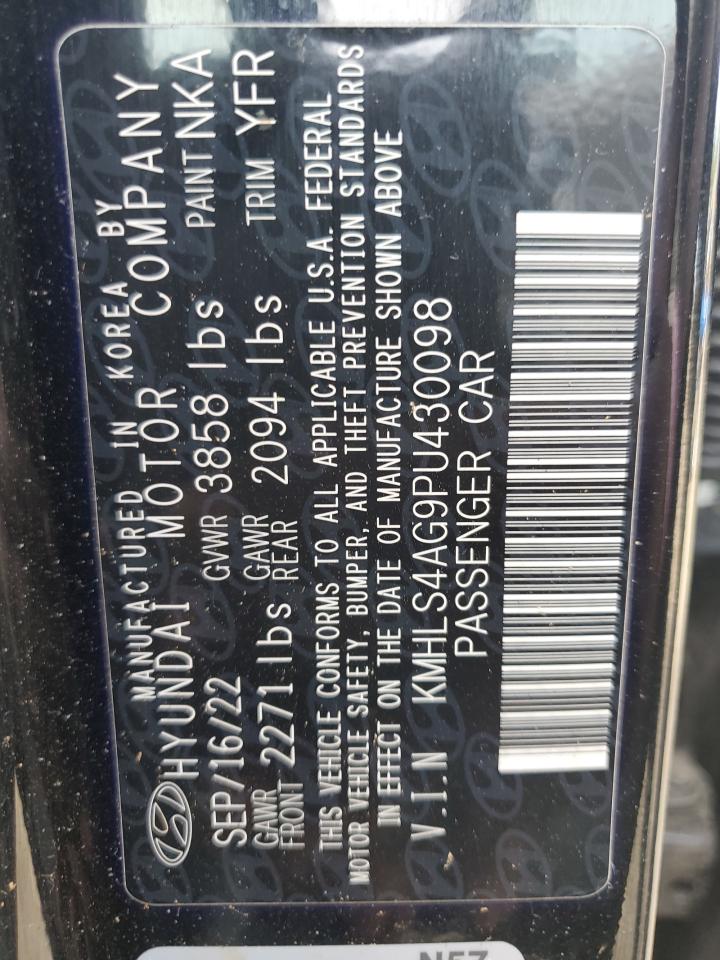 MANUFACTURED IN KOREA BY
HYUNDAI MOTOR COMPANY
SEP/16/22 GVWR 3858 lbs PAINT NKA
GAWR FRONT 2271 lbs GAWR REAR 2094 lbs TRIM YFR
THIS VEHICLE CONFORMS TO ALL APPLICABLE U.S.A. FEDERAL
MOTOR VEHICLE SAFETY, BUMPER, AND THEFT PREVENTION STANDARDS
IN EFFECT ON THE DATE OF MANUFACTURE SHOWN ABOVE
V.I.N KMHLS4AG9PU430098
PASSENGER CAR